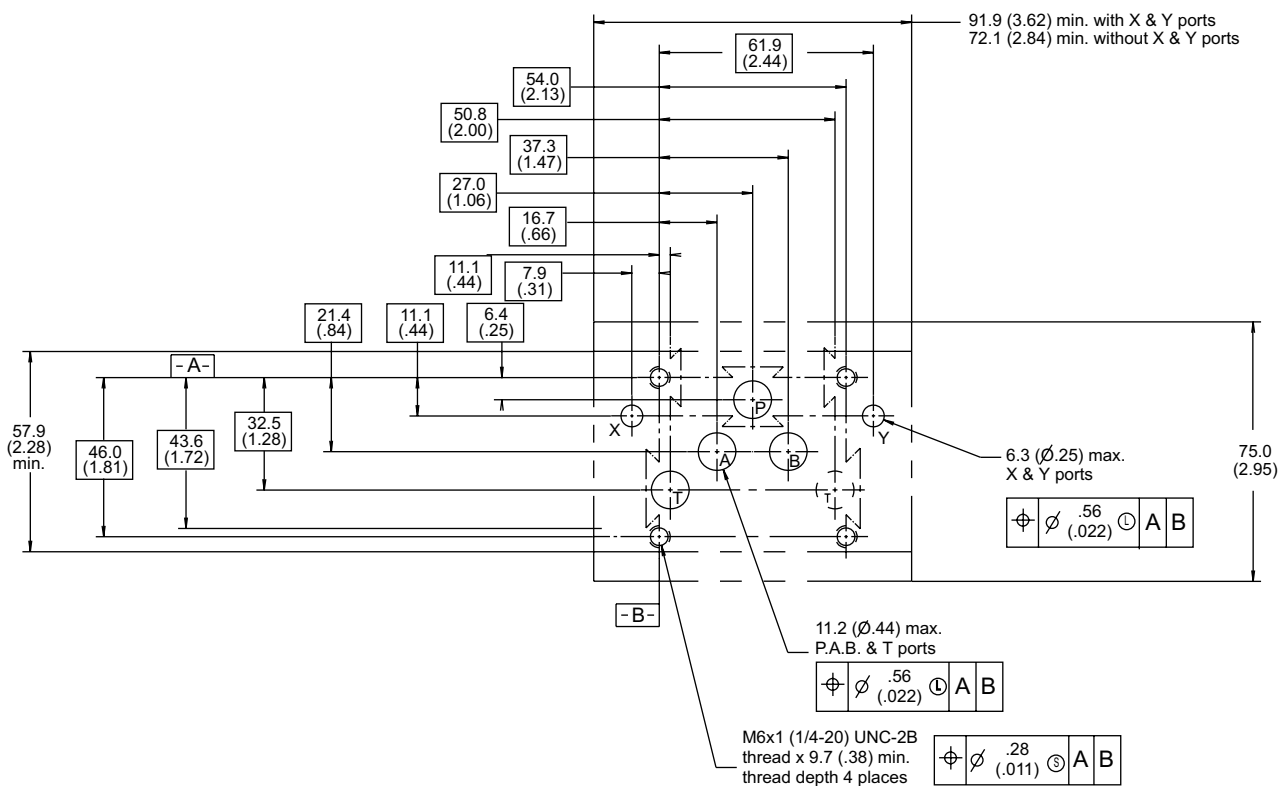 91.9 (3.62) min. with X & Y ports
72.1 (2.84) min. without X & Y ports
61.9
(2.44)
54.0
(2.13)
50.8
(2.00)
37.3
(1.47)
27.0
(1.06)
16.7
(.66)
11.1
(.44)
7.9
(.31)
21.4
(.84)
11.1
(.44)
6.4
(.25)
-A-
57.9
(2.28)
min.
46.0
(1.81)
43.6
(1.72)
32.5
(1.28)
P
X
Y
A
B
T
T
6.3 (Ø.25) max.
X & Y ports
⌖ Ø .56 (.022) Ⓛ A B
75.0
(2.95)
-B-
11.2 (Ø.44) max.
P.A.B. & T ports
⌖ Ø .56 (.022) Ⓛ A B
M6x1 (1/4-20) UNC-2B
thread x 9.7 (.38) min.
thread depth 4 places
⌖ Ø .28 (.011) Ⓢ A B